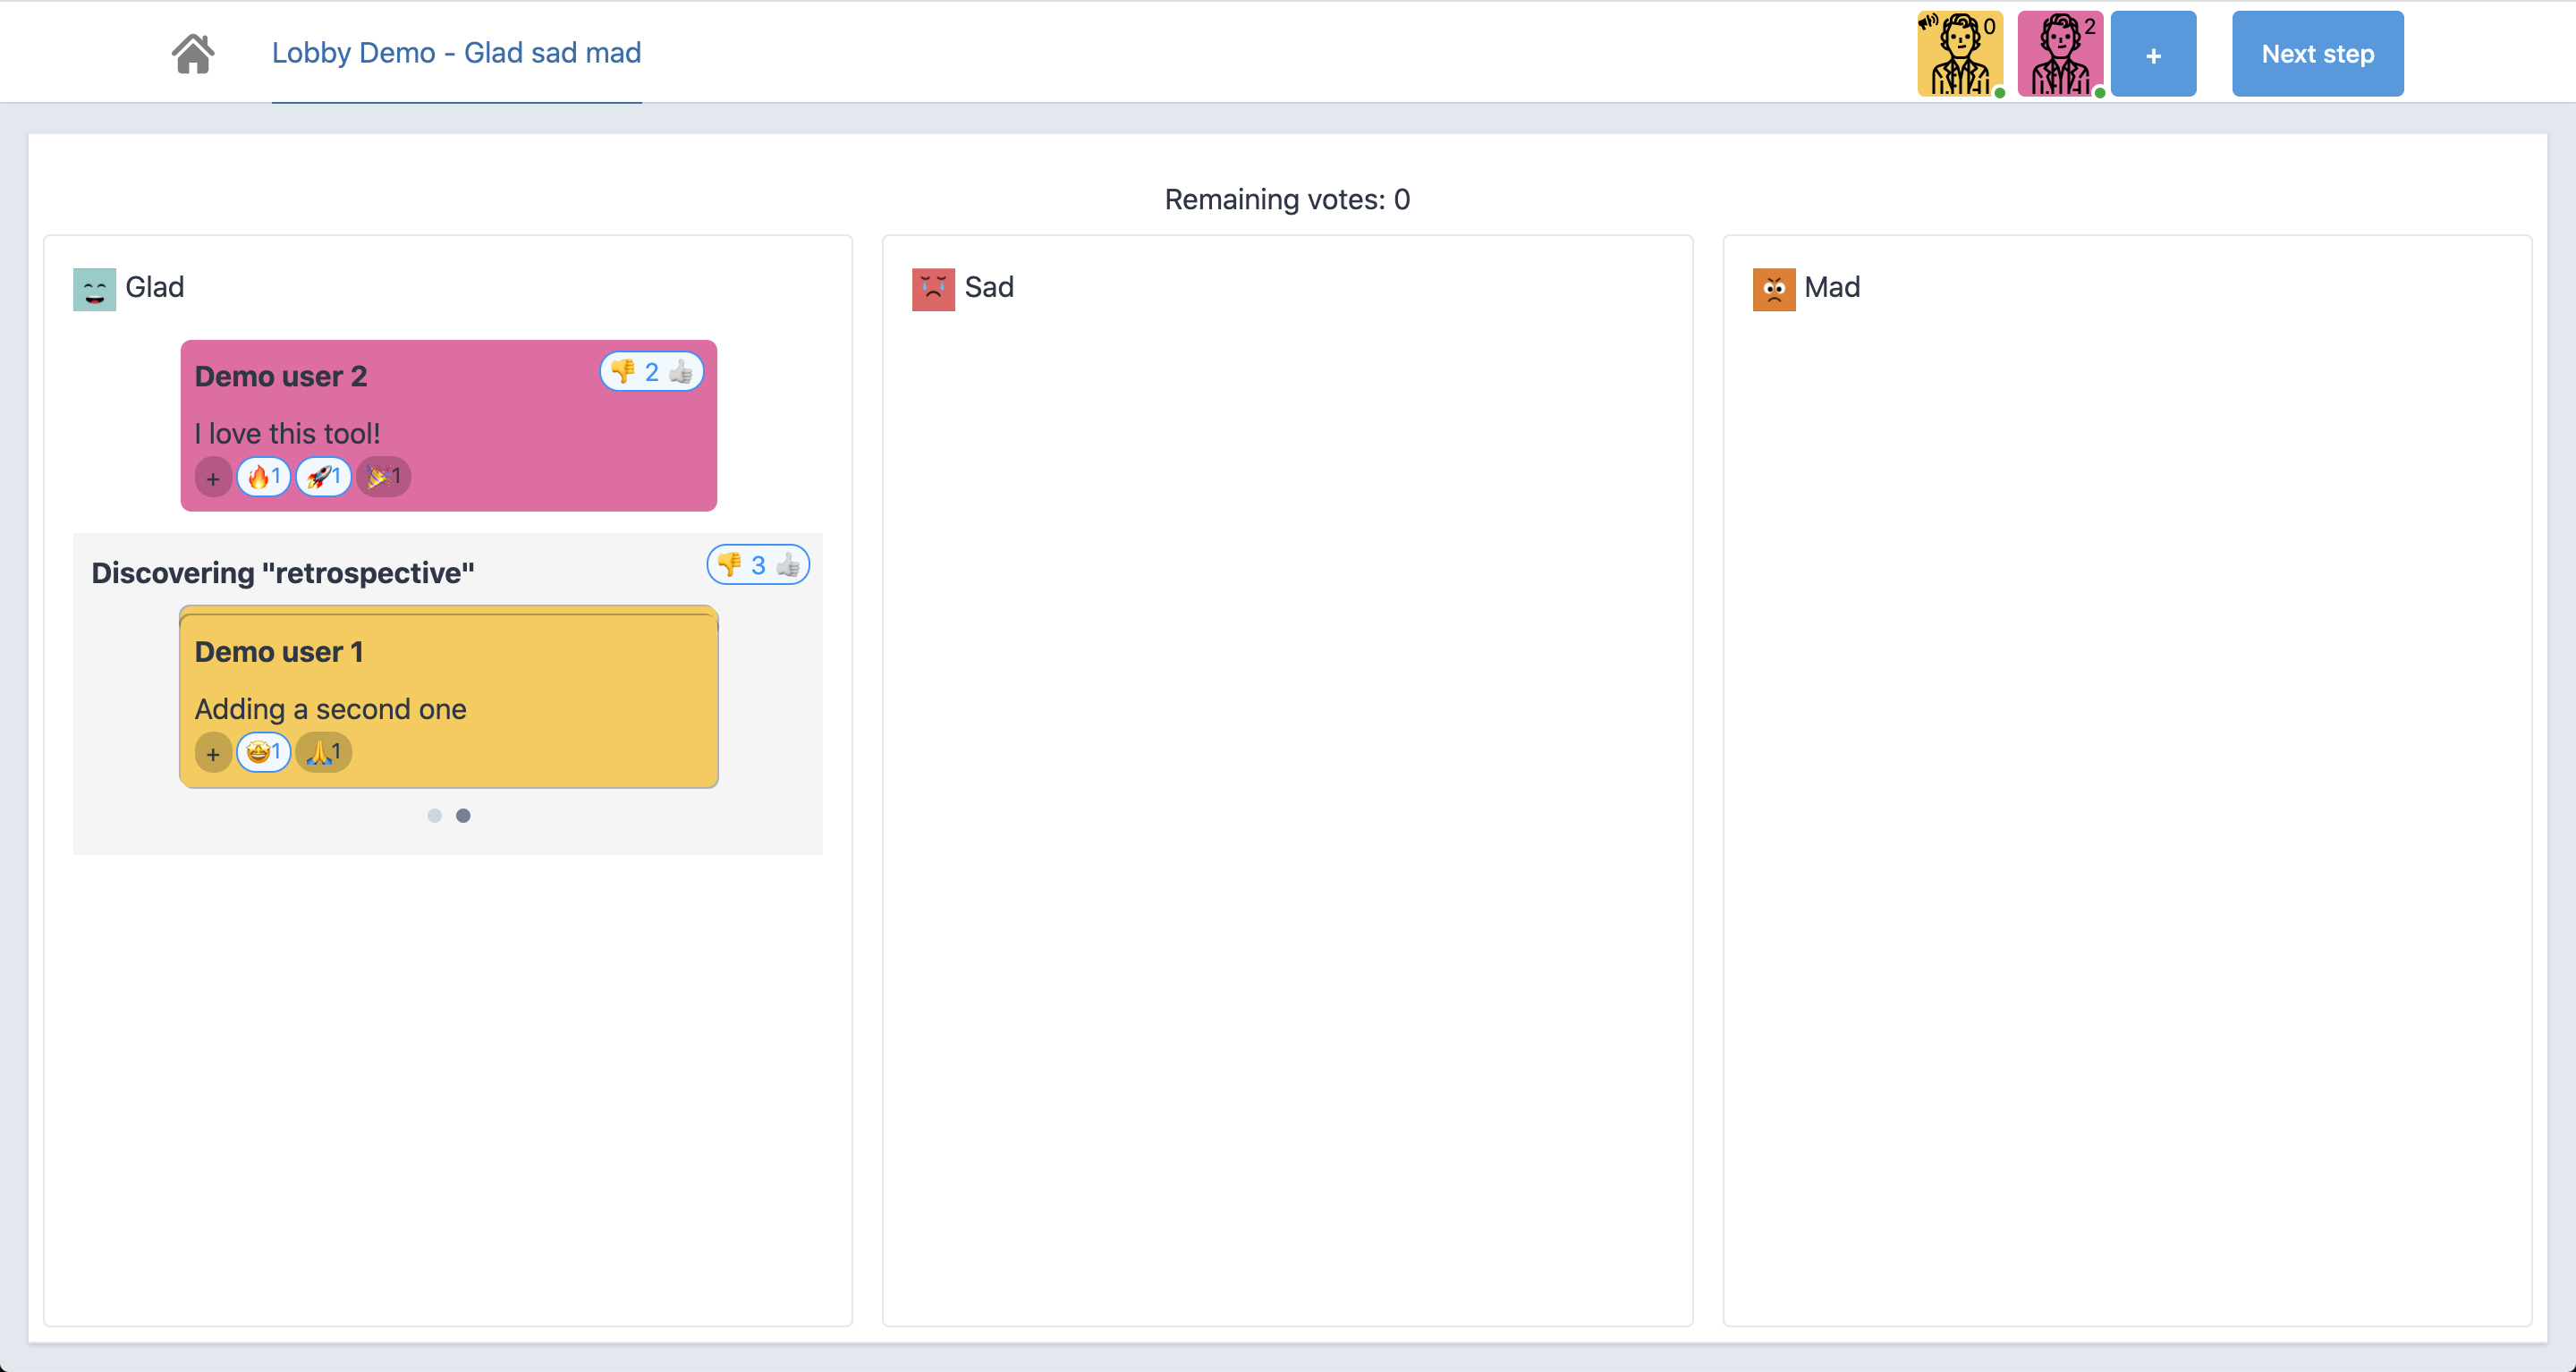 Lobby Demo - Glad sad mad
0
2
+
Next step
Remaining votes: 0
Glad
Demo user 2
2
I love this tool!
+ 1 1 1
Discovering "retrospective"
3
Demo user 1
Adding a second one
+ 1 1
Sad
Mad